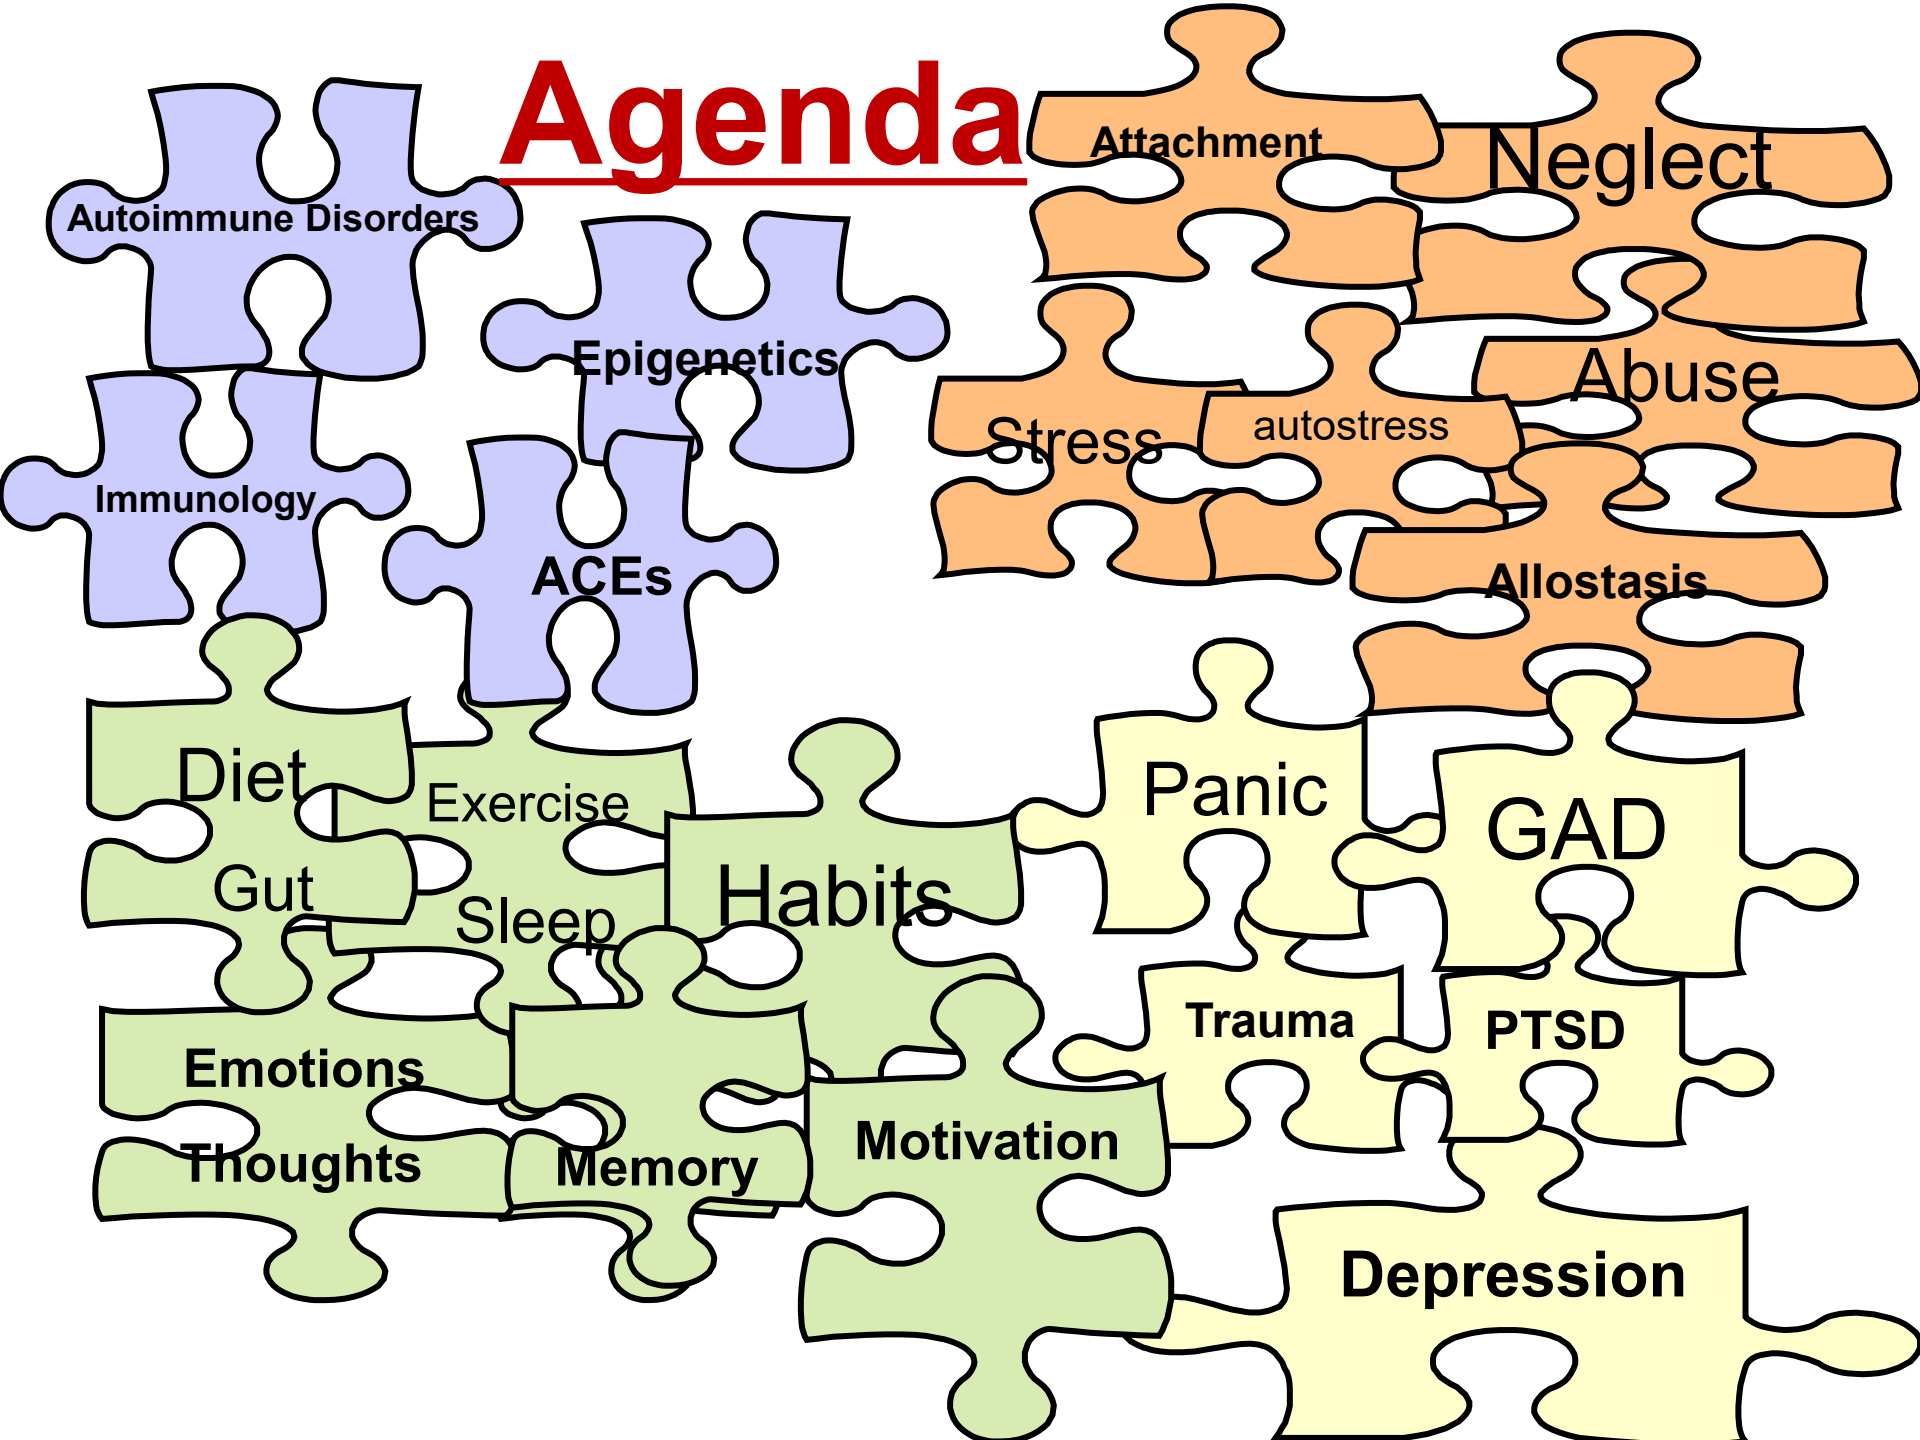 Agenda
Autoimmune Disorders
Epigenetics
Immunology
ACEs
Attachment
Neglect
Abuse
Stress
autostress
Allostasis
Diet
Gut
Exercise
Sleep
Habits
Emotions
Thoughts
Memory
Motivation
Panic
GAD
Trauma
PTSD
Depression